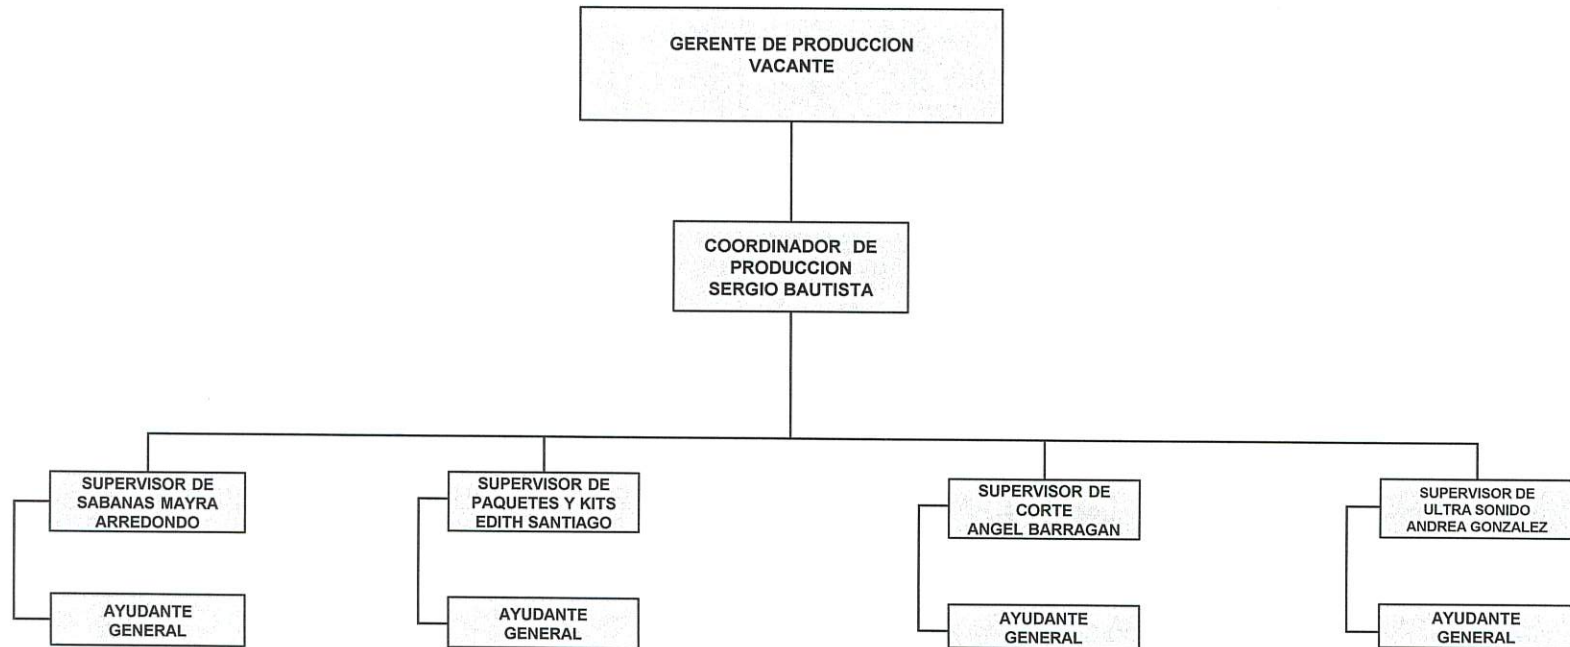 GERENTE DE PRODUCCION
VACANTE
COORDINADOR DE
PRODUCCION
SERGIO BAUTISTA
SUPERVISOR DE
SABANAS MAYRA
ARREDONDO
SUPERVISOR DE
PAQUETES Y KITS
EDITH SANTIAGO
SUPERVISOR DE
CORTE
ANGEL BARRAGAN
SUPERVISOR DE
ULTRA SONIDO
ANDREA GONZALEZ
AYUDANTE
GENERAL
AYUDANTE
GENERAL
AYUDANTE
GENERAL
AYUDANTE
GENERAL